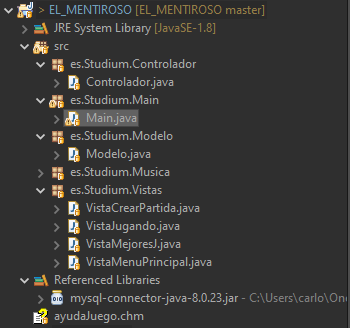 > EL_MENTIROSO [EL_MENTIROSO master]
JRE System Library [JavaSE-1.8]
src
es.Studium.Controlador
Controlador.java
es.Studium.Main
Main.java
es.Studium.Modelo
Modelo.java
es.Studium.Musica
es.Studium.Vistas
VistaCrearPartida.java
VistaJugando.java
VistaMejoresJ.java
VistaMenuPrincipal.java
Referenced Libraries
mysql-connector-java-8.0.23.jar - C:\Users\carlo\One
ayudaJuego.chm